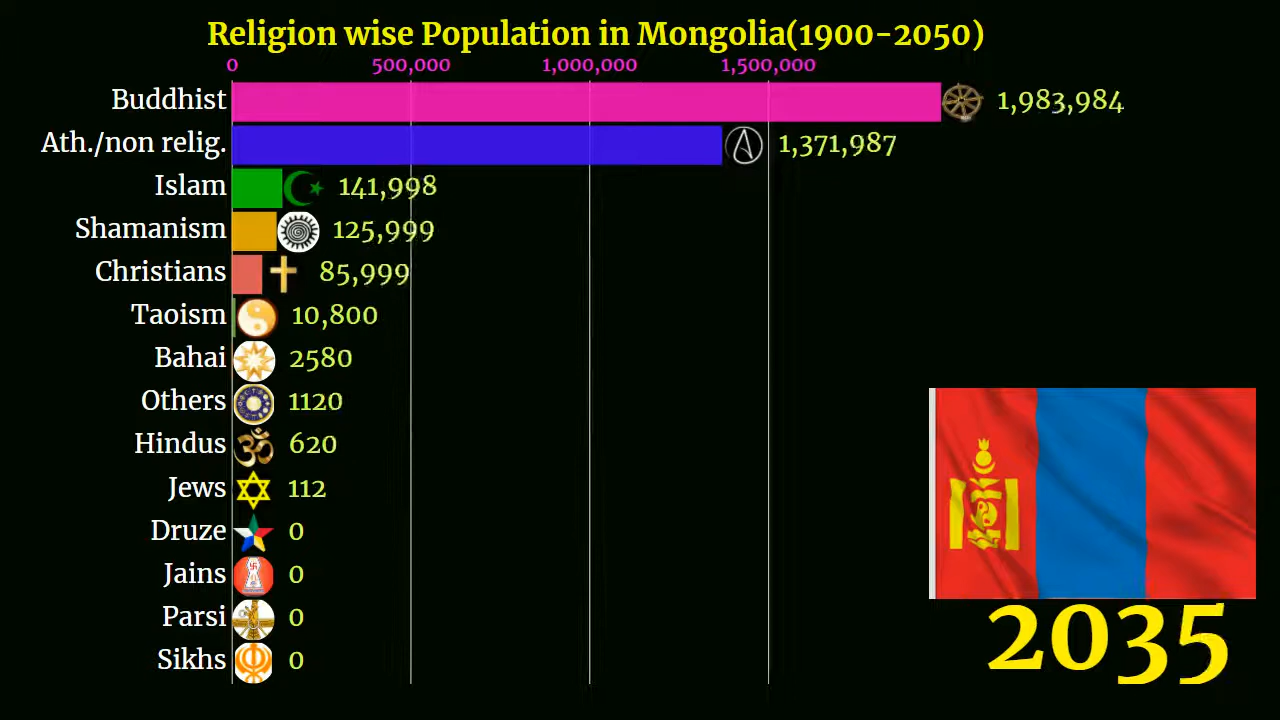 Religion wise Population in Mongolia(1900-2050)
0 500,000 1,000,000 1,500,000
Buddhist 1,983,984
Ath./non relig. 1,371,987
Islam 141,998
Shamanism 125,999
Christians 85,999
Taoism 10,800
Bahai 2580
Others 1120
Hindus 620
Jews 112
Druze 0
Jains 0
Parsi 0
Sikhs 0
2035